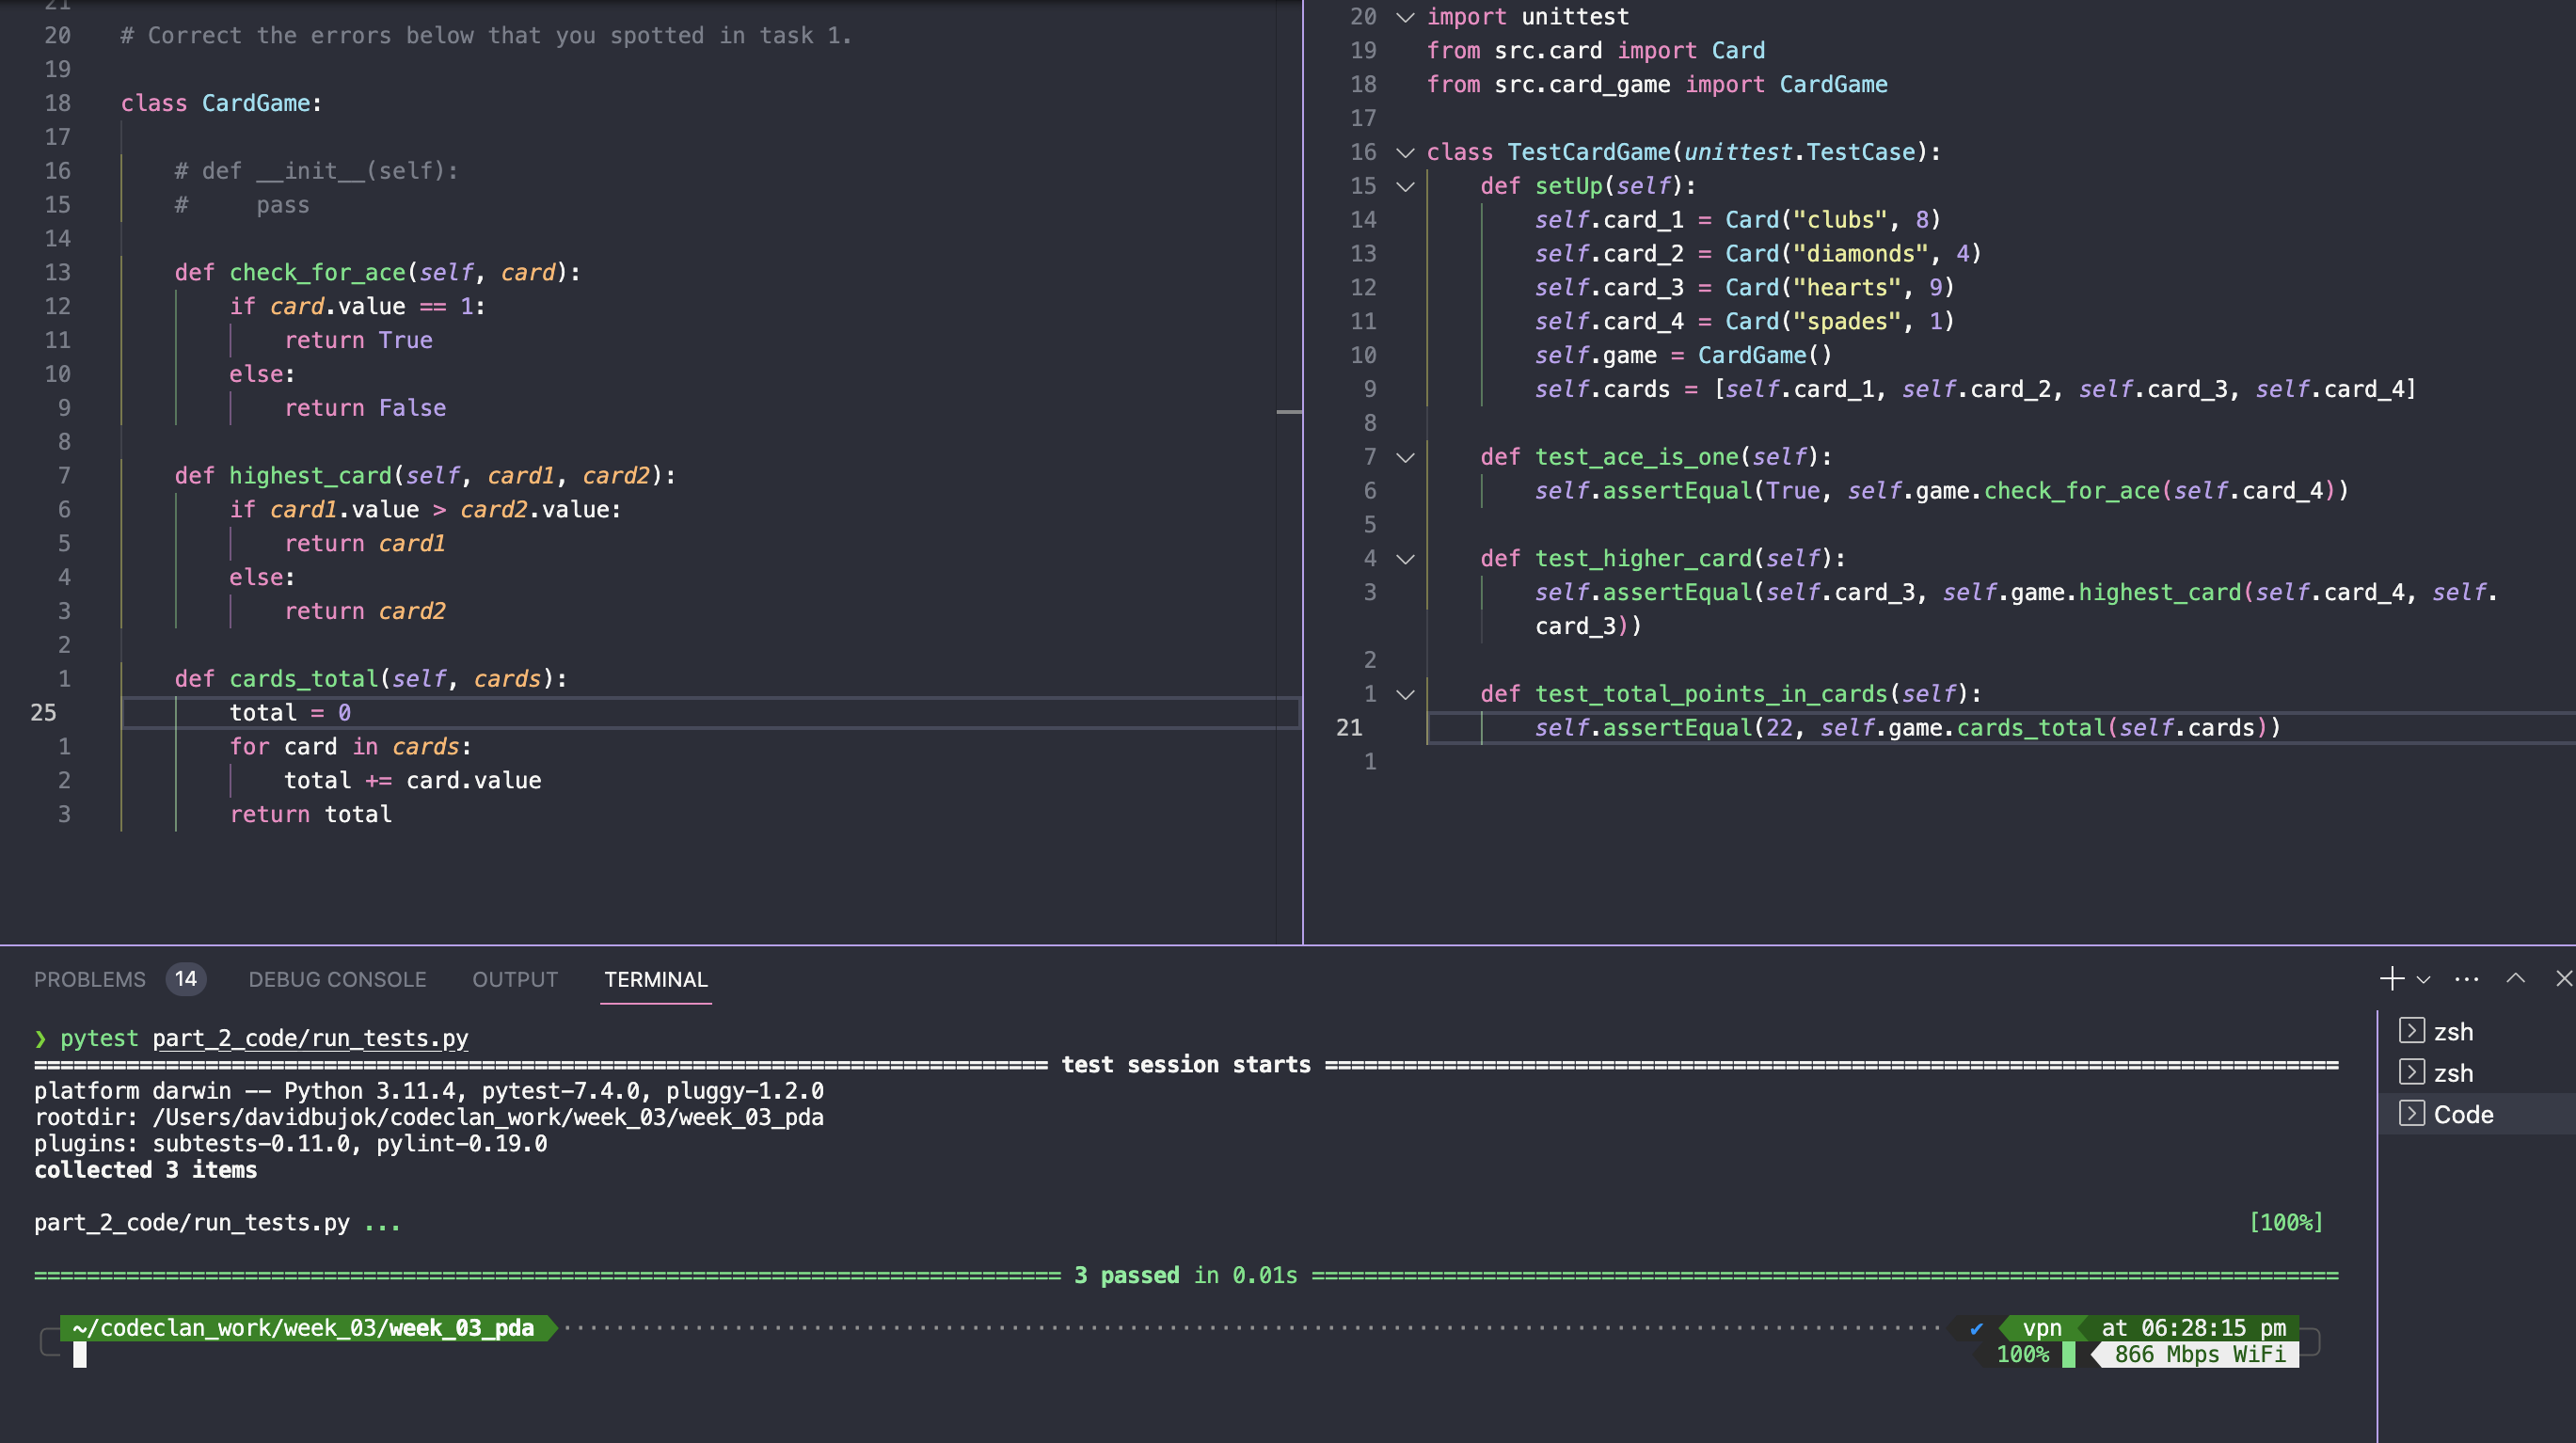 21
20 # Correct the errors below that you spotted in task 1.
19
18 class CardGame:
17
16     # def __init__(self):
15     #     pass
14
13     def check_for_ace(self, card):
12         if card.value == 1:
11             return True
10         else:
9             return False
8
7     def highest_card(self, card1, card2):
6         if card1.value > card2.value:
5             return card1
4         else:
3             return card2
2
1     def cards_total(self, cards):
25         total = 0
1         for card in cards:
2             total += card.value
3         return total
20 import unittest
19 from src.card import Card
18 from src.card_game import CardGame
17
16 class TestCardGame(unittest.TestCase):
15     def setUp(self):
14         self.card_1 = Card("clubs", 8)
13         self.card_2 = Card("diamonds", 4)
12         self.card_3 = Card("hearts", 9)
11         self.card_4 = Card("spades", 1)
10         self.game = CardGame()
9         self.cards = [self.card_1, self.card_2, self.card_3, self.card_4]
8
7     def test_ace_is_one(self):
6         self.assertEqual(True, self.game.check_for_ace(self.card_4))
5
4     def test_higher_card(self):
3         self.assertEqual(self.card_3, self.game.highest_card(self.card_4, self.
card_3))
2
1     def test_total_points_in_cards(self):
21         self.assertEqual(22, self.game.cards_total(self.cards))
1
PROBLEMS 14 DEBUG CONSOLE OUTPUT TERMINAL
❯ pytest part_2_code/run_tests.py
============================================================================= test session starts =============================================================================
platform darwin -- Python 3.11.4, pytest-7.4.0, pluggy-1.2.0
rootdir: /Users/davidbujok/codeclan_work/week_03/week_03_pda
plugins: subtests-0.11.0, pylint-0.19.0
collected 3 items
part_2_code/run_tests.py ... [100%]
============================================================================== 3 passed in 0.01s ==============================================================================
~/codeclan_work/week_03/week_03_pda ✔ vpn at 06:28:15 pm
100% 866 Mbps WiFi
zsh
zsh
Code